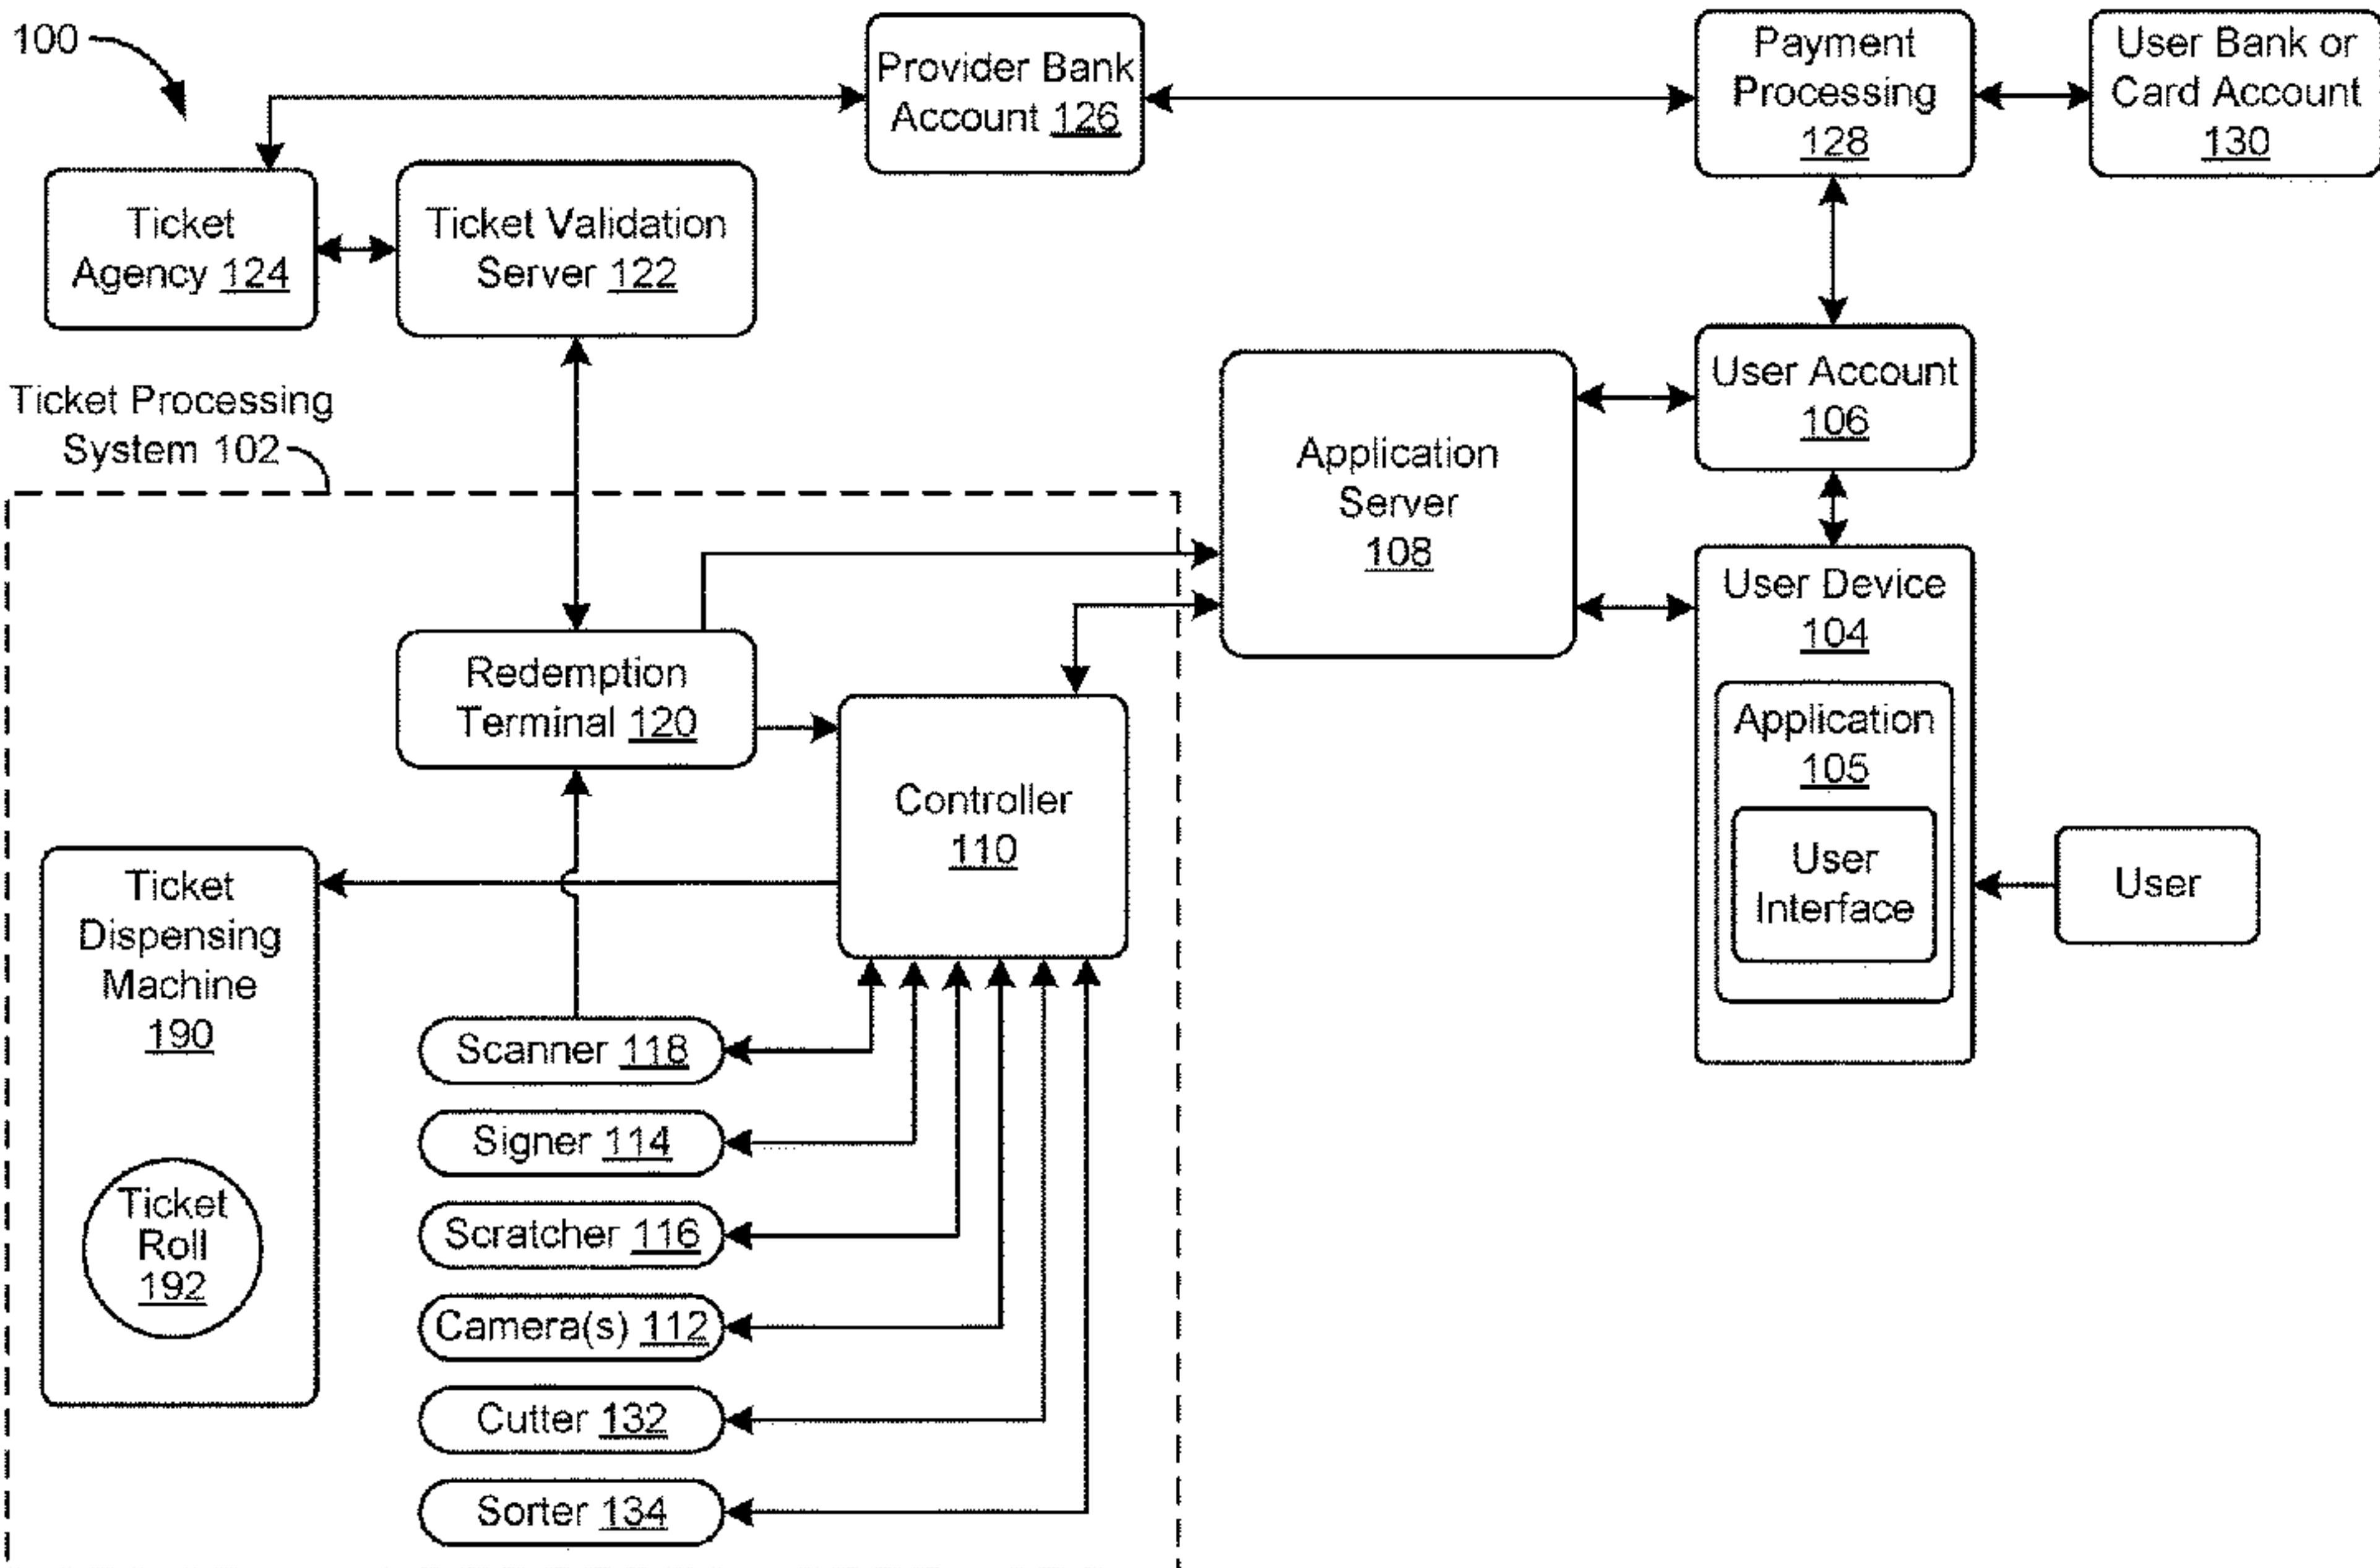 100
Provider Bank
Account 126
Payment
Processing
128
User Bank or
Card Account
130
Ticket
Agency 124
Ticket Validation
Server 122
User Account
106
Ticket Processing
System 102
Application
Server
108
User Device
104
Application
105
User
Interface
User
Redemption
Terminal 120
Controller
110
Ticket
Dispensing
Machine
190
Ticket
Roll
192
Scanner 118
Signer 114
Scratcher 116
Camera(s) 112
Cutter 132
Sorter 134